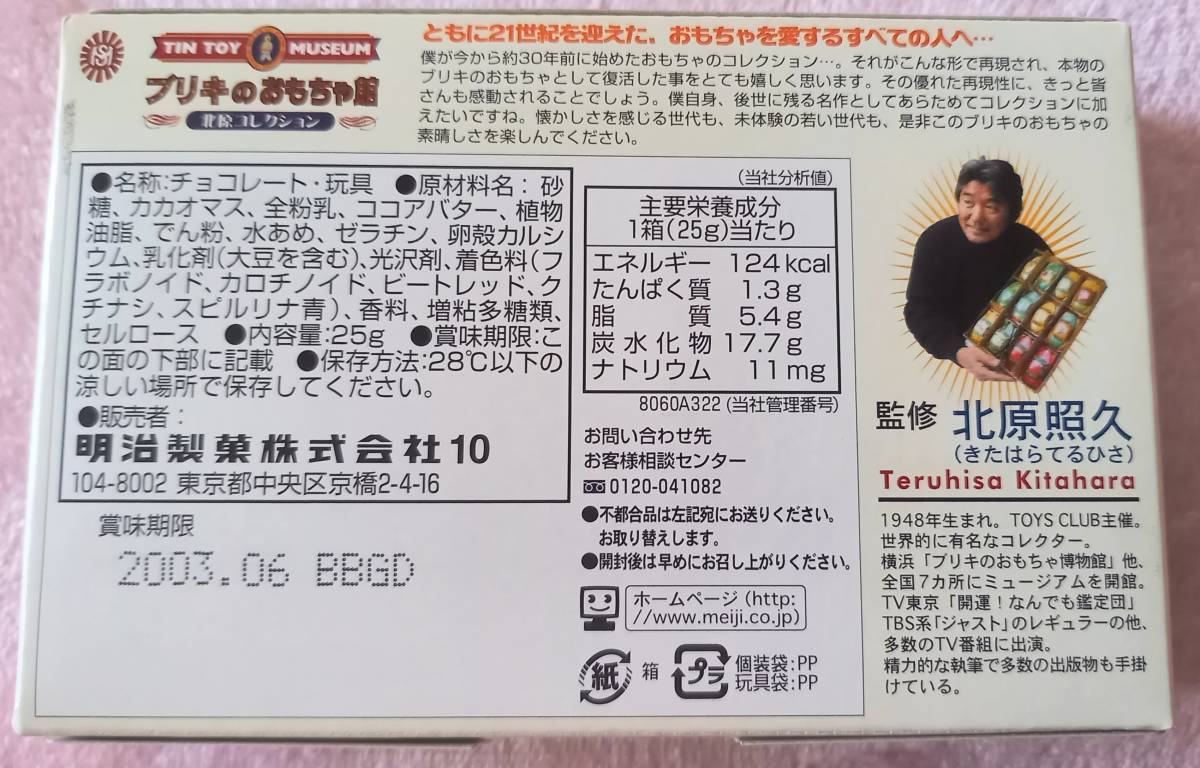 TIN TOY MUSEUM
ブリキのおもちゃ館
北原コレクション
ともに21世紀を迎えた、おもちゃを愛するすべての人へ…
僕が今から約30年前に始めたおもちゃのコレクション…。それがこんな形で再現され、本物の
ブリキのおもちゃとして復活した事をとても嬉しく思います。その優れた再現性に、きっと皆
さんも感動されることでしょう。僕自身、後世に残る名作としてあらためてコレクションに加
えたいですね。懐かしさを感じる世代も、未体験の若い世代も、是非このブリキのおもちゃの
素晴しさを楽しんでください。
●名称:チョコレート・玩具 ●原材料名:砂
糖、カカオマス、全粉乳、ココアバター、植物
油脂、でん粉、水あめ、ゼラチン、卵殻カルシ
ウム、乳化剤(大豆を含む)、光沢剤、着色料(フ
ラボノイド、カロチノイド、ビートレッド、ク
チナシ、スピルリナ青)、香料、増粘多糖類、
セルロース ●内容量:25g ●賞味期限:こ
の面の下部に記載 ●保存方法:28℃以下の
涼しい場所で保存してください。
●販売者:
明治製菓株式会社10
104-8002 東京都中央区京橋2-4-16
賞味期限
2003.06 BBGD
(当社分析値)
主要栄養成分
1箱(25g)当たり
エネルギー 124kcal
たんぱく質 1.3g
脂質 5.4g
炭水化物 17.7g
ナトリウム 11mg
8060A322(当社管理番号)
お問い合わせ先
お客様相談センター
0120-041082
●不都合品は左記宛にお送りください。
お取り替えします。
●開封後は早めにお召し上がりください。
ホームページ(http:
//www.meiji.co.jp)
紙 箱
プラ 個装袋:PP
玩具袋:PP
監修 北原照久
(きたはらてるひさ)
Teruhisa Kitahara
1948年生まれ。TOYS CLUB主催。
世界的に有名なコレクター。
横浜「ブリキのおもちゃ博物館」他、
全国7カ所にミュージアムを開館。
TV東京「開運!なんでも鑑定団」
TBS系「ジャスト」のレギュラーの他、
多数のTV番組に出演。
精力的な執筆で多数の出版物も手掛
けている。